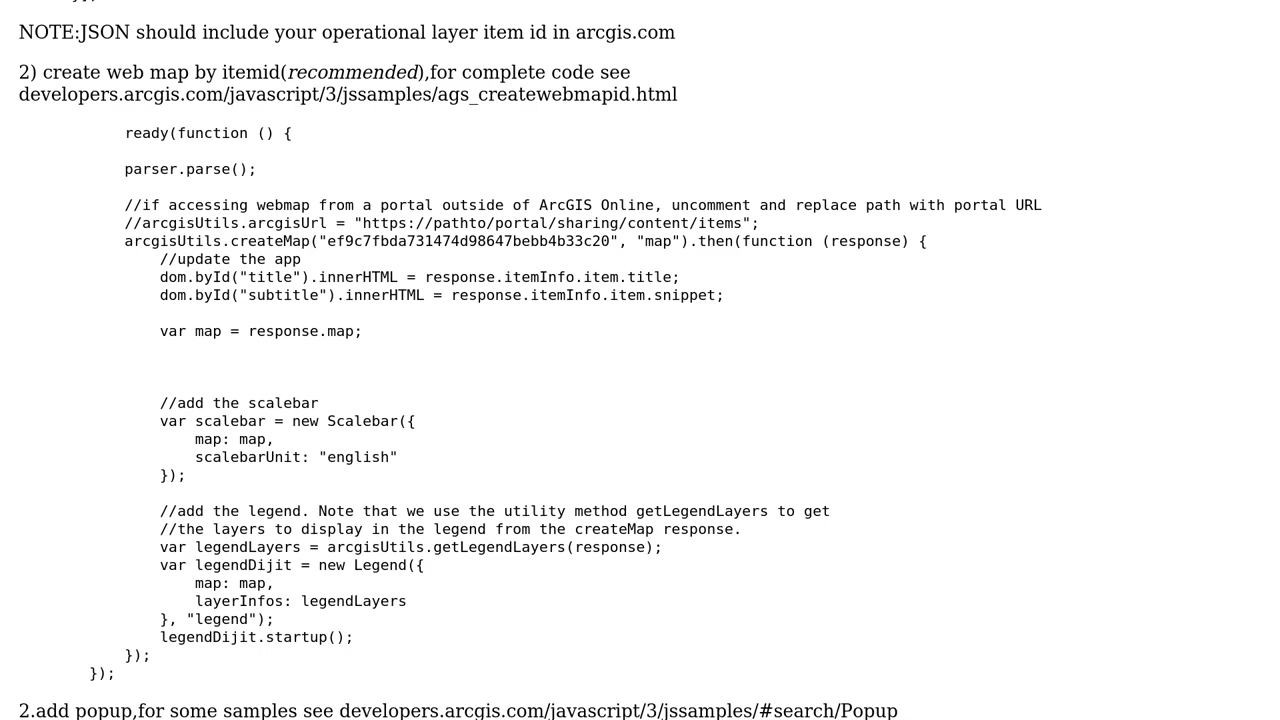 NOTE:JSON should include your operational layer item id in arcgis.com
2) create web map by itemid(recommended),for complete code see
developers.arcgis.com/javascript/3/jssamples/ags_createwebmapid.html
ready(function () {
parser.parse();
//if accessing webmap from a portal outside of ArcGIS Online, uncomment and replace path with portal URL
//arcgisUtils.arcgisUrl = "https://pathto/portal/sharing/content/items";
arcgisUtils.createMap("ef9c7fbda731474d98647bebb4b33c20", "map").then(function (response) {
//update the app
dom.byId("title").innerHTML = response.itemInfo.item.title;
dom.byId("subtitle").innerHTML = response.itemInfo.item.snippet;
var map = response.map;
//add the scalebar
var scalebar = new Scalebar({
map: map,
scalebarUnit: "english"
});
//add the legend. Note that we use the utility method getLegendLayers to get
//the layers to display in the legend from the createMap response.
var legendLayers = arcgisUtils.getLegendLayers(response);
var legendDijit = new Legend({
map: map,
layerInfos: legendLayers
}, "legend");
legendDijit.startup();
});
});
2.add popup,for some samples see developers.arcgis.com/javascript/3/jssamples/#search/Popup